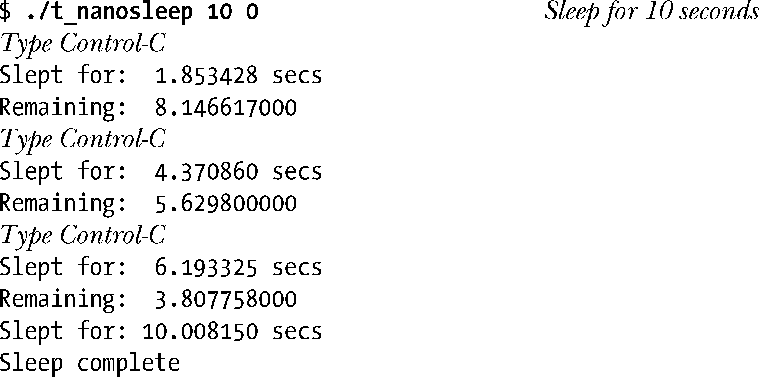 $ ./t_nanosleep 10 0 Sleep for 10 seconds
Type Control-C
Slept for: 1.853428 secs
Remaining: 8.146617000
Type Control-C
Slept for: 4.370860 secs
Remaining: 5.629800000
Type Control-C
Slept for: 6.193325 secs
Remaining: 3.807758000
Slept for: 10.008150 secs
Sleep complete